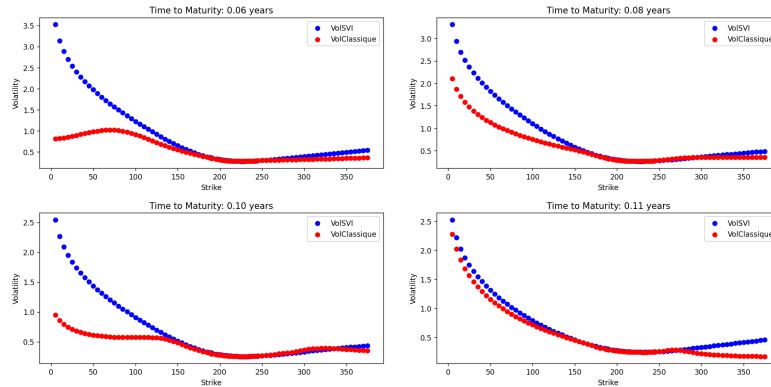 Time to Maturity: 0.06 years
Volatility
3.5
3.0
2.5
2.0
1.5
1.0
0.5
VolSVI
VolClassique
0 50 100 150 200 250 300 350
Strike
Time to Maturity: 0.08 years
Volatility
3.0
2.5
2.0
1.5
1.0
0.5
VolSVI
VolClassique
0 50 100 150 200 250 300 350
Strike
Time to Maturity: 0.10 years
Volatility
2.5
2.0
1.5
1.0
0.5
VolSVI
VolClassique
0 50 100 150 200 250 300 350
Strike
Time to Maturity: 0.11 years
Volatility
2.5
2.0
1.5
1.0
0.5
VolSVI
VolClassique
0 50 100 150 200 250 300 350
Strike